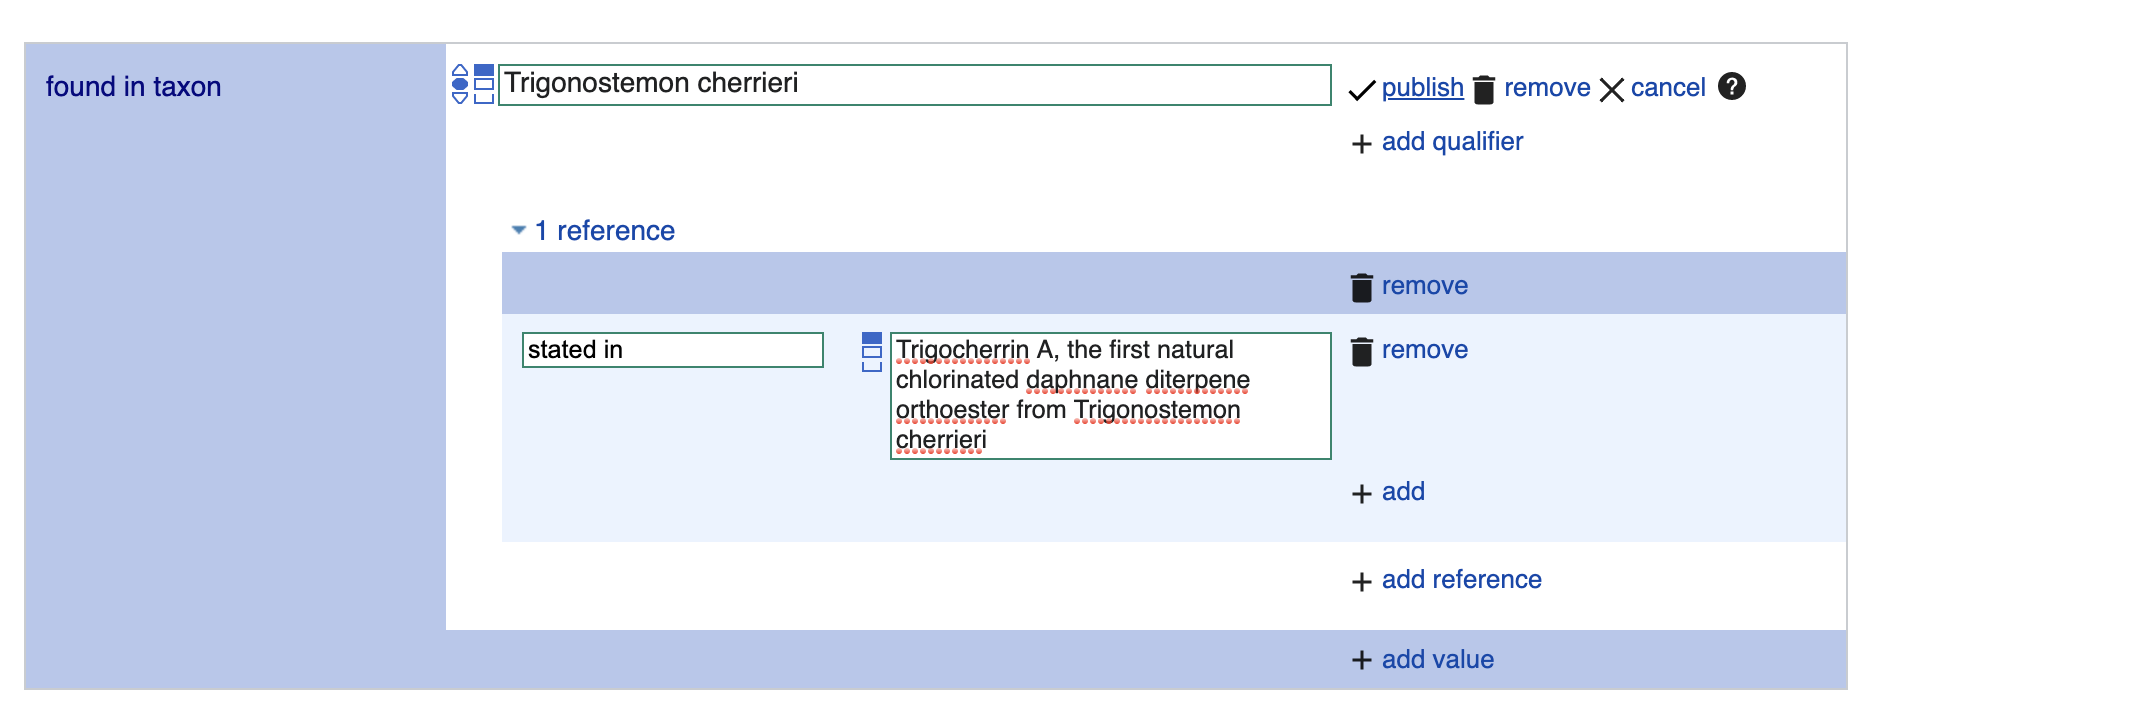 found in taxon
Trigonostemon cherrieri
publish remove cancel ?
add qualifier
1 reference
remove
stated in
Trigocherrin A, the first natural
chlorinated daphnane diterpene
orthoester from Trigonostemon
cherrieri
remove
+ add
+ add reference
+ add value